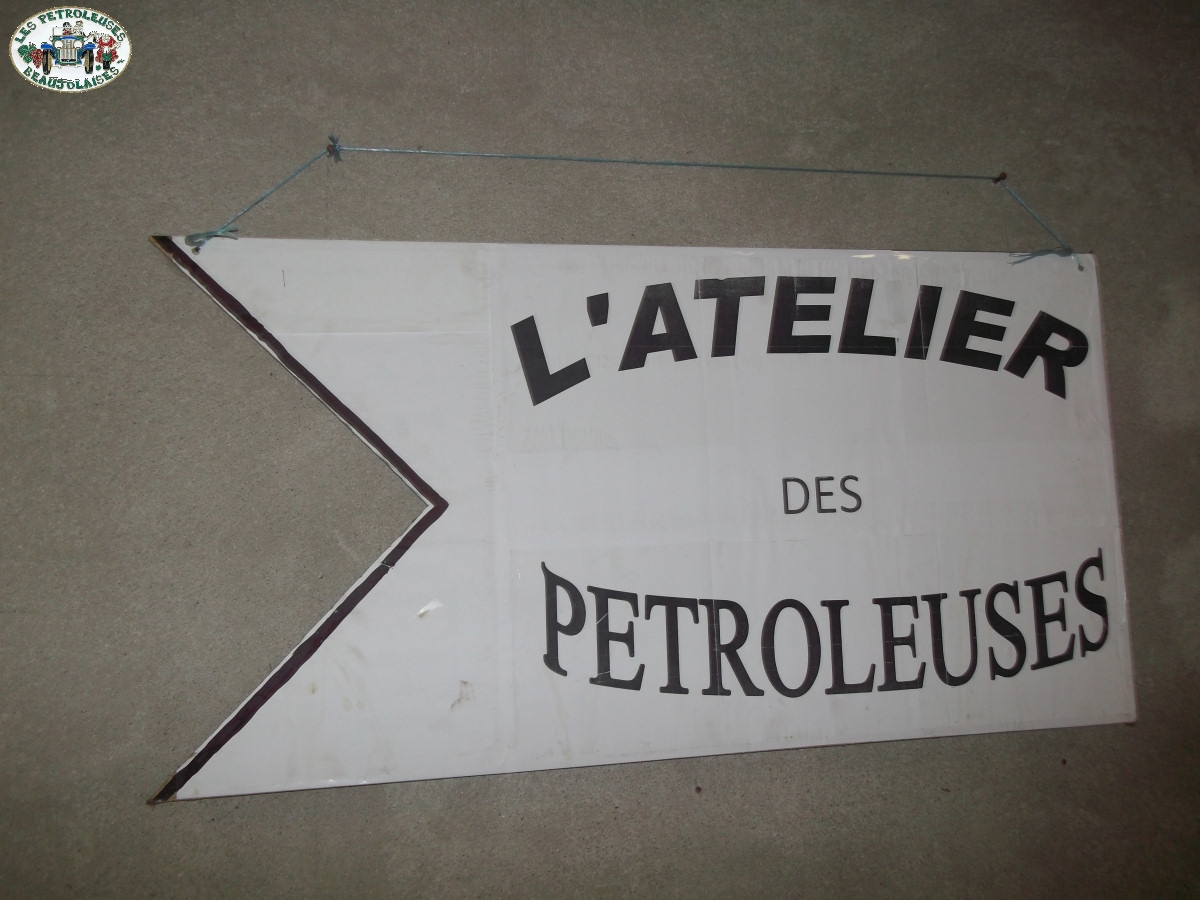 LES PETROLEUSES
BEAUJOLAISES
L'ATELIER
DES
PETROLEUSES